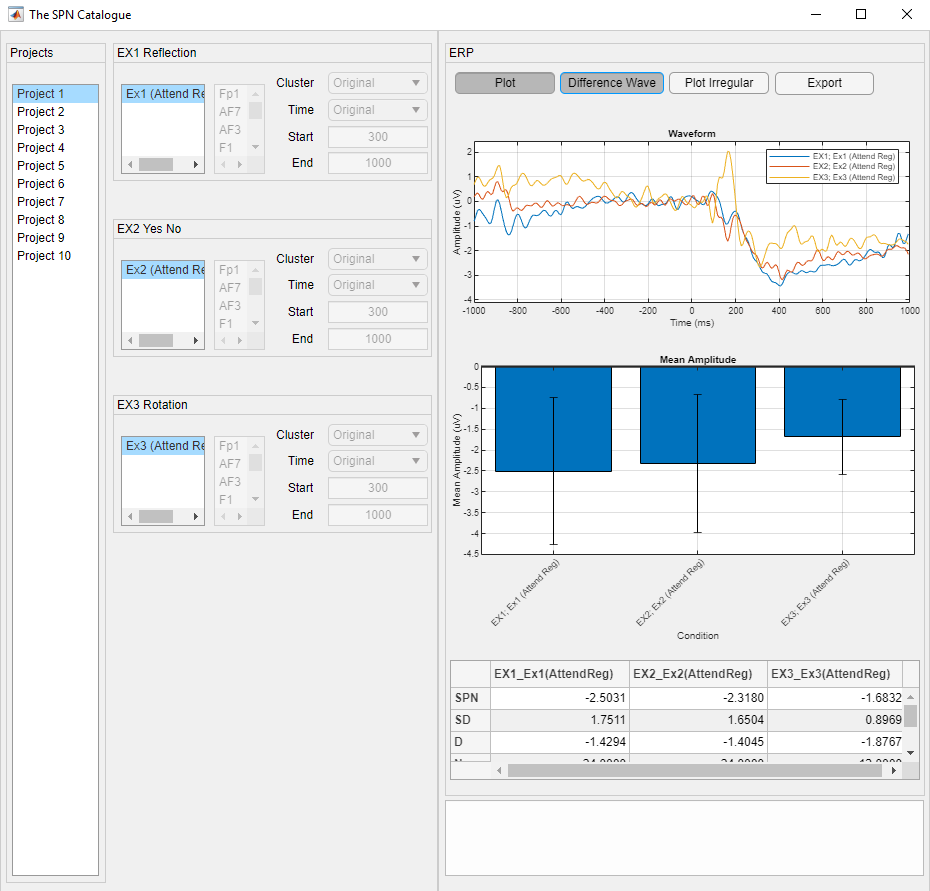 The SPN Catalogue
Projects
Project 1
Project 2
Project 3
Project 4
Project 5
Project 6
Project 7
Project 8
Project 9
Project 10
EX1 Reflection
Ex1 (Attend Re
Fp1
AF7
AF3
F1
Cluster Original
Time Original
Start 300
End 1000
EX2 Yes No
Ex2 (Attend Re
Fp1
AF7
AF3
F1
Cluster Original
Time Original
Start 300
End 1000
EX3 Rotation
Ex3 (Attend Re
Fp1
AF7
AF3
F1
Cluster Original
Time Original
Start 300
End 1000
ERP
Plot Difference Wave Plot Irregular Export
Waveform
EX1; Ex1 (Attend Reg)
EX2; Ex2 (Attend Reg)
EX3; Ex3 (Attend Reg)
Amplitude (uV)
2
1
0
-1
-2
-3
-4
-1000 -800 -600 -400 -200 0 200 400 600 800 1000
Time (ms)
Mean Amplitude
Mean Amplitude (uV)
0
-0.5
-1
-1.5
-2
-2.5
-3
-3.5
-4
-4.5
EX1; Ex1 (Attend Reg)
EX2; Ex2 (Attend Reg)
EX3; Ex3 (Attend Reg)
Condition
EX1_Ex1(AttendReg) EX2_Ex2(AttendReg) EX3_Ex3(AttendReg)
SPN -2.5031 -2.3180 -1.6832
SD 1.7511 1.6504 0.8969
D -1.4294 -1.4045 -1.8767